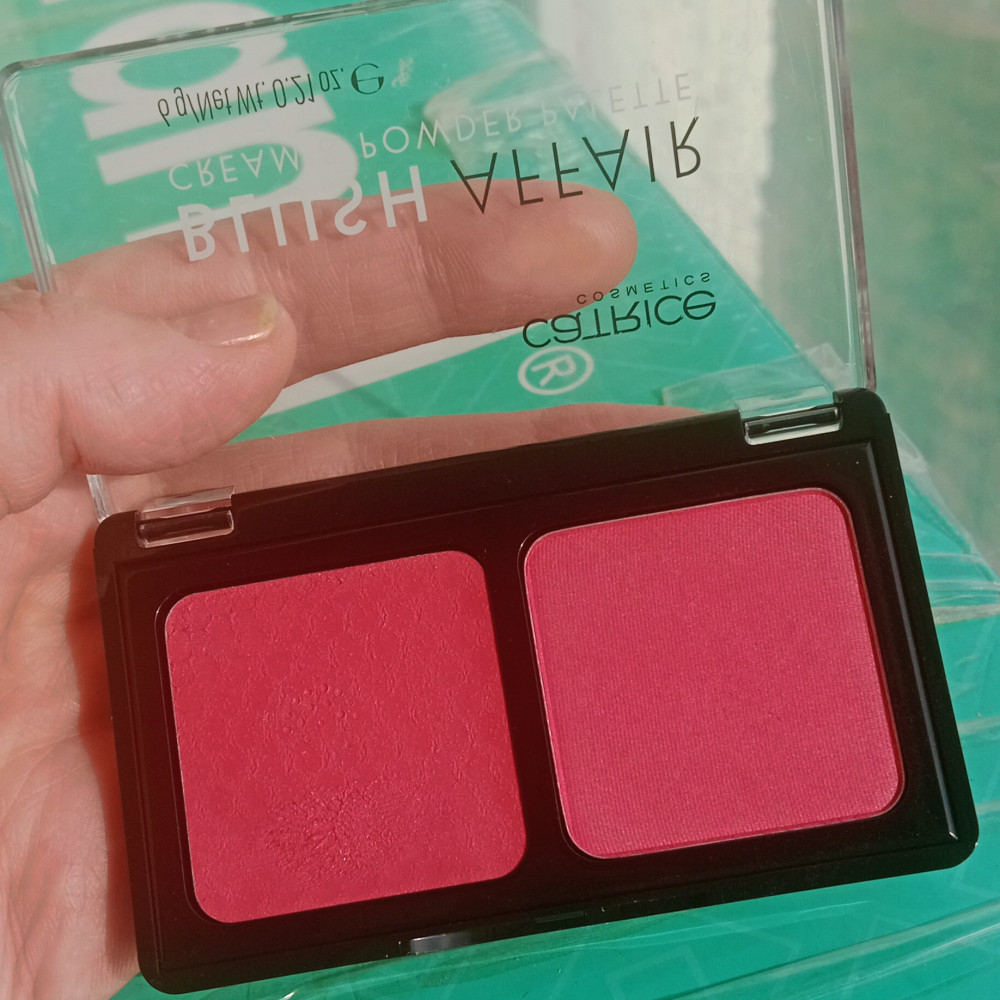 6 g/Net Wt. 0.21 oz. ℮
CREAM & POWDER PALETTE
BLUSH AFFAIR
COSMETICS
CATRICE
®